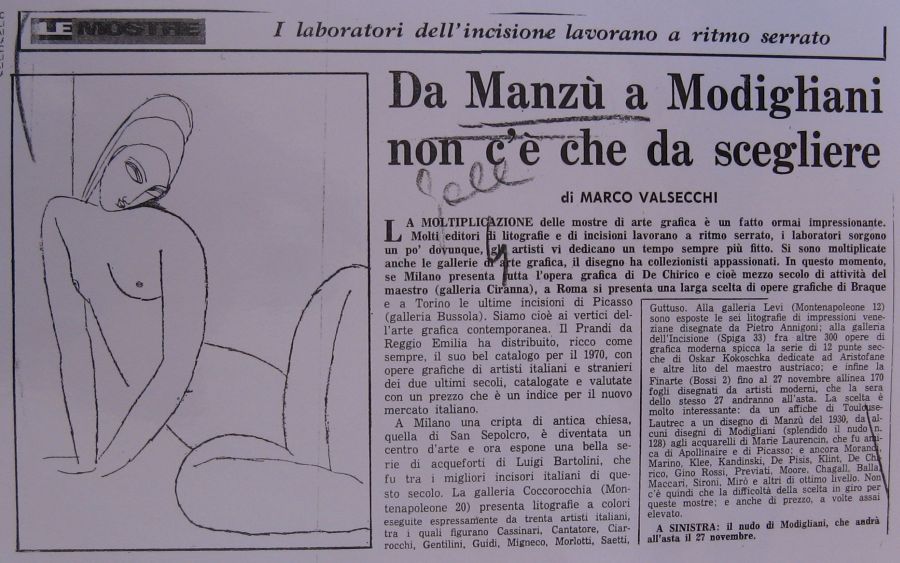 LE MOSTRE
I laboratori dell'incisione lavorano a ritmo serrato
Da Manzù a Modigliani
non c'è che da scegliere
di MARCO VALSECCHI
LA MOLTIPLICAZIONE delle mostre di arte grafica è un fatto ormai impressionante.
Molti editori di litografie e di incisioni lavorano a ritmo serrato, i laboratori sorgono
un po' dovunque, gli artisti vi dedicano un tempo sempre più fitto. Si sono moltiplicate
anche le gallerie di arte grafica, il disegno ha collezionisti appassionati. In questo momento,
se Milano presenta tutta l'opera grafica di De Chirico e cioè mezzo secolo di attività del
maestro (galleria Ciranna), a Roma si presenta una larga scelta di opere grafiche di Braque
e a Torino le ultime incisioni di Picasso
(galleria Bussola). Siamo cioè ai vertici del-
l'arte grafica contemporanea. Il Prandi da
Reggio Emilia ha distribuito, ricco come
sempre, il suo bel catalogo per il 1970, con
opere grafiche di artisti italiani e stranieri
dei due ultimi secoli, catalogate e valutate
con un prezzo che è un indice per il nuovo
mercato italiano.
A Milano una cripta di antica chiesa,
quella di San Sepolcro, è diventata un
centro d'arte e ora espone una bella se-
rie di acqueforti di Luigi Bartolini, che
fu tra i migliori incisori italiani di que-
sto secolo. La galleria Coccorocchia (Mon-
tenapoleone 20) presenta litografie a colori
eseguite espressamente da trenta artisti italiani,
tra i quali figurano Cassinari, Cantatore, Ciar-
rocchi, Gentilini, Guidi, Migneco, Morlotti, Saetti,
Guttuso. Alla galleria Levi (Montenapoleone 12)
sono esposte le sei litografie di impressioni vene-
ziane disegnate da Pietro Annigoni; alla galleria
dell'Incisione (Spiga 33) fra altre 300 opere di
grafica moderna spicca la serie di 12 punte sec-
che di Oskar Kokoschka dedicate ad Aristofane
e altre lito del maestro austriaco; e infine la
Finarte (Bossi 2) fino al 27 novembre allinea 170
fogli disegnati da artisti moderni, che la sera
dello stesso 27 andranno all'asta. La scelta è
molto interessante: da un affiche di Toulouse-
Lautrec a un disegno di Manzù del 1930, da al-
cuni disegni di Modigliani (splendido il nudo n.
128) agli acquarelli di Marie Laurencin, che fu ami-
ca di Apollinaire e di Picasso; e ancora Morandi,
Marino, Klee, Kandinski, De Pisis, Klint, De Chi-
rico, Gino Rossi, Previati, Moore, Chagall, Balla,
Maccari, Sironi, Mirò e altri di ottimo livello. Non
c'è quindi che la difficoltà della scelta in giro per
queste mostre; e anche di prezzo, a volte assai
elevato.
A SINISTRA: il nudo di Modigliani, che andrà
all'asta il 27 novembre.